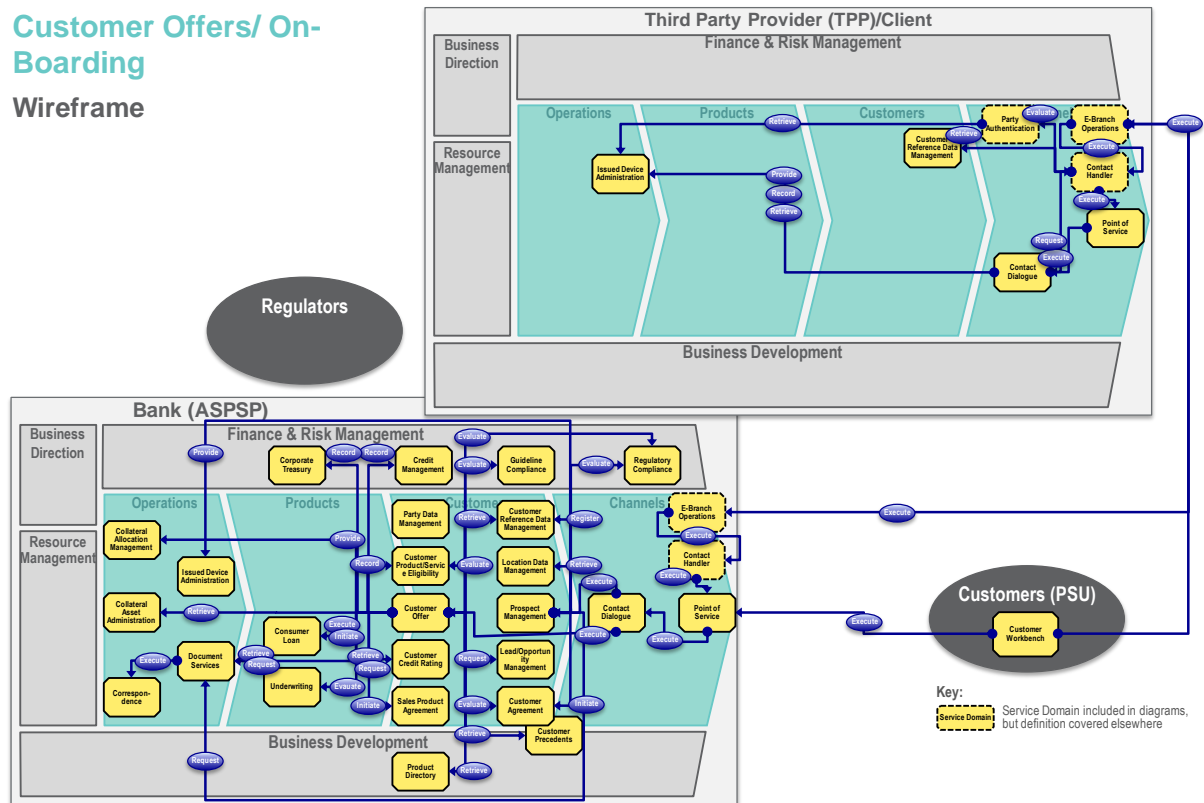 Customer Offers/ On-
Boarding
Wireframe
Third Party Provider (TPP)/Client
Business
Direction
Finance & Risk Management
Resource
Management
Operations
Products
Customers
Party
Authentication
Evaluate
E-Branch
Operations
Execute
Retrieve
Retrieve
Customer
Reference Data
Management
Execute
Issued Device
Administration
Provide
Record
Retrieve
Contact
Handler
Execute
Point of
Service
Request
Execute
Contact
Dialogue
Business Development
Regulators
Bank (ASPSP)
Business
Direction
Finance & Risk Management
Provide
Corporate
Treasury
Record
Record
Credit
Management
Evaluate
Evaluate
Guideline
Compliance
Evaluate
Regulatory
Compliance
Resource
Management
Operations
Products
Customer
Channels
Collateral
Allocation
Management
Provide
Party Data
Management
Retrieve
Customer
Reference Data
Management
Register
E-Branch
Operations
Execute
Execute
Issued Device
Administration
Record
Customer
Product/Servic
e Eligibility
Evaluate
Location Data
Management
Retrieve
Contact
Handler
Execute
Execute
Collateral
Asset
Administration
Retrieve
Customer
Offer
Prospect
Management
Contact
Dialogue
Point of
Service
Execute
Execute
Execute
Consumer
Loan
Execute
Initiate
Document
Services
Execute
Retrieve
Request
Retrieve
Request
Customer
Credit Rating
Request
Lead/Opportu
nity
Management
Correspon-
dence
Underwriting
Evauate
Initiate
Sales Product
Agreement
Evaluate
Customer
Agreement
Initiate
Retrieve
Customer
Precedents
Business Development
Request
Product
Directory
Retrieve
Customers (PSU)
Customer
Workbench
Key:
Service Domain
Service Domain included in diagrams,
but definition covered elsewhere